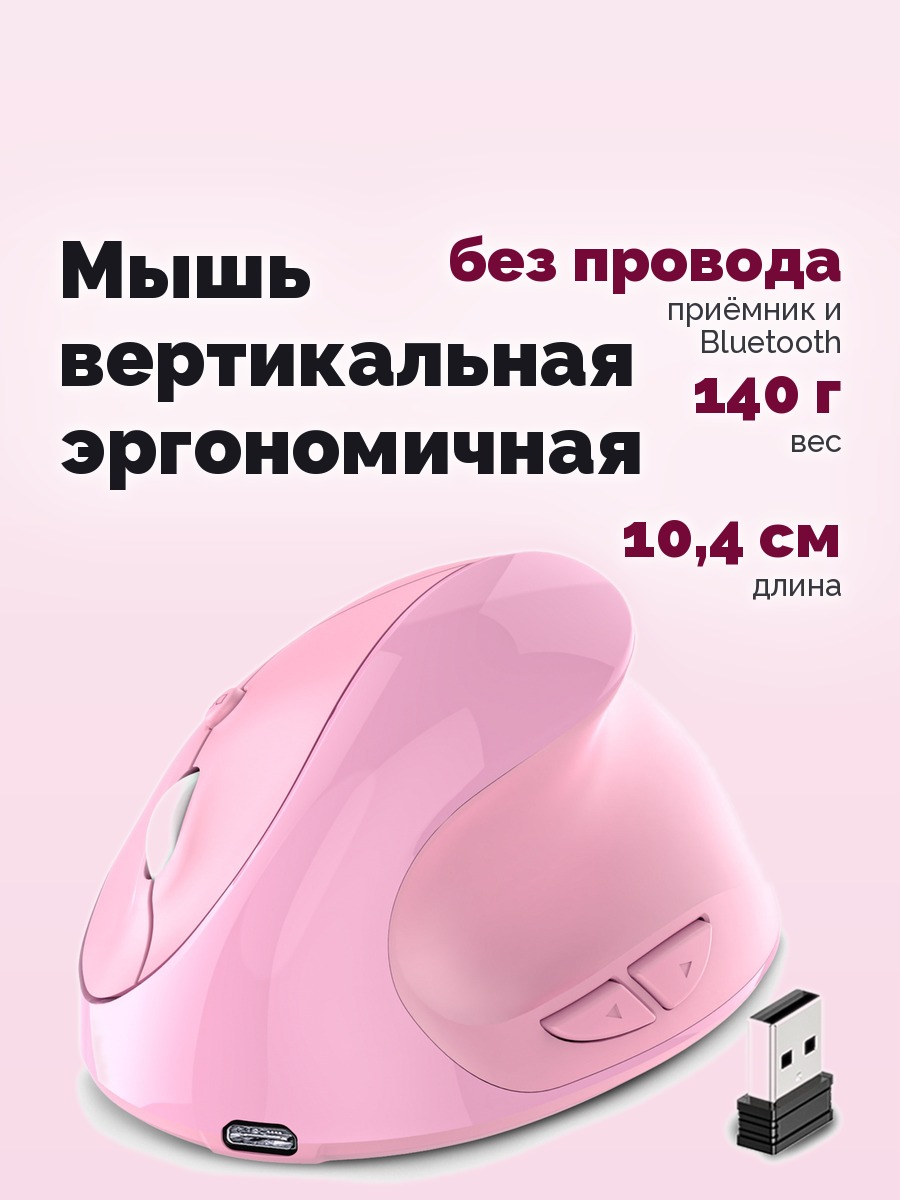 Мышь
вертикальная
эргономичная
без провода
приёмник и
Bluetooth
140 г
вес
10,4 см
длина